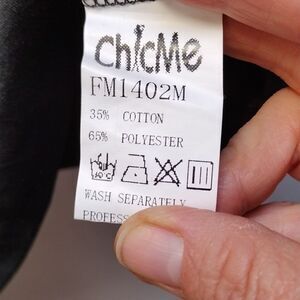 chicMe
FM1402M
35% COTTON
65% POLYESTER
WASH SEPARATELY